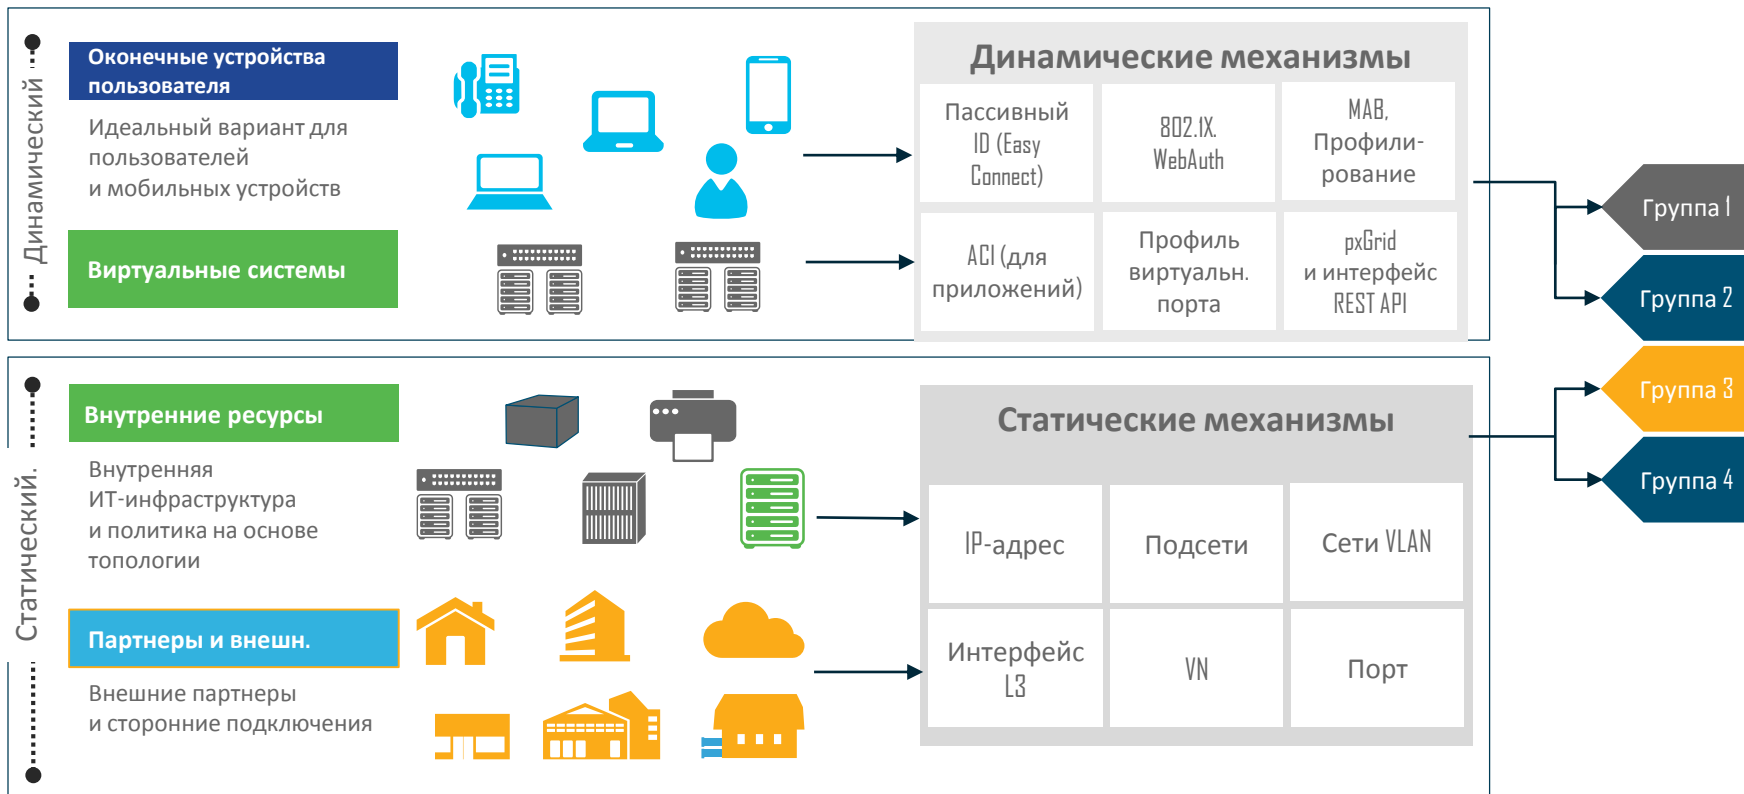 Динамический
Оконечные устройства
пользователя
Идеальный вариант для
пользователей
и мобильных устройств
Виртуальные системы
Динамические механизмы
Пассивный
ID (Easy
Connect)
802.1X.
WebAuth
MAB,
Профили-
рование
ACI (для
приложений)
Профиль
виртуальн.
порта
pxGrid
и интерфейс
REST API
Группа 1
Группа 2
Группа 3
Группа 4
Статический.
Внутренние ресурсы
Внутренняя
ИТ-инфраструктура
и политика на основе
топологии
Партнеры и внешн.
Внешние партнеры
и сторонние подключения
Статические механизмы
IP-адрес
Подсети
Сети VLAN
Интерфейс
L3
VN
Порт